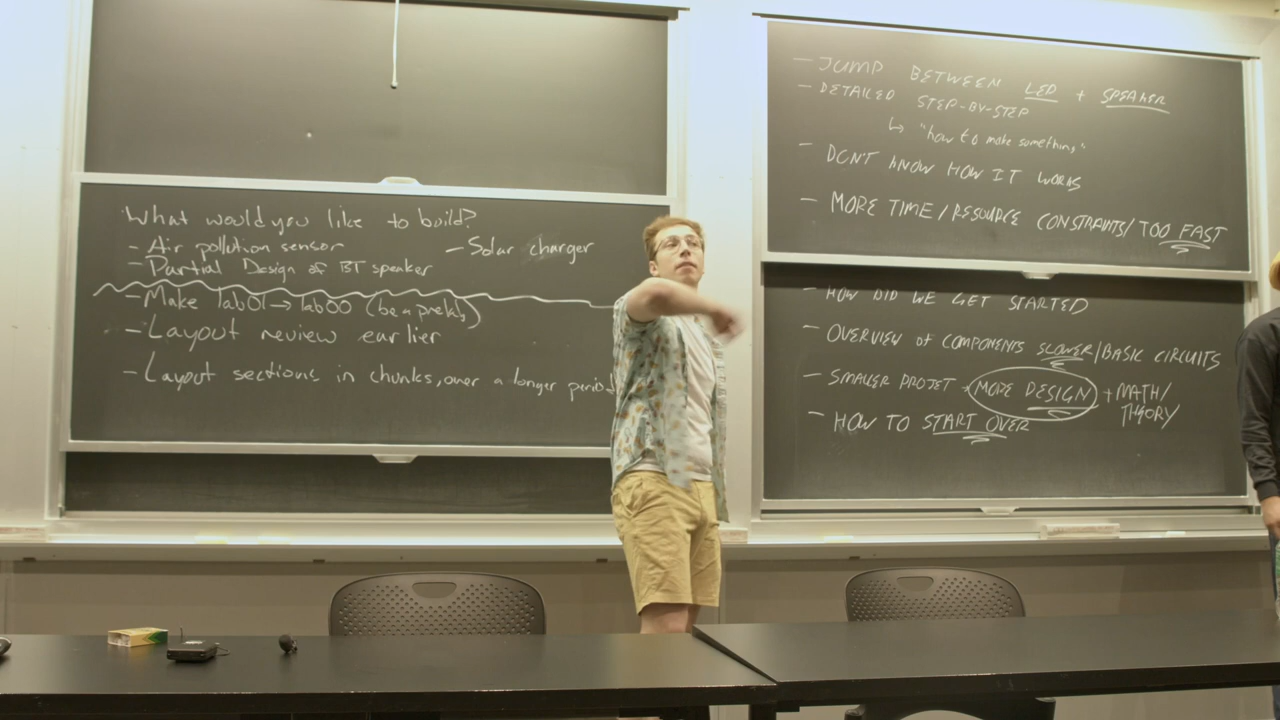 What would you like to build?
- Air pollution sensor
- Solar charger
- Partial Design of BT speaker
- Make lab01 → lab00 (be a prelab)
- Layout review earlier
- Layout sections in chunks, over a longer period
- JUMP BETWEEN LED + SPEAKER
- DETAILED STEP-BY-STEP
↳ "how to make something"
- DON'T KNOW HOW IT WORKS
- MORE TIME/RESOURCE CONSTRAINTS/TOO FAST
- HOW DID WE GET STARTED
- OVERVIEW of COMPONENTS SLOWER/BASIC CIRCUITS
- SMALLER PROJET → MORE DESIGN + MATH/
THEORY
- HOW TO START OVER